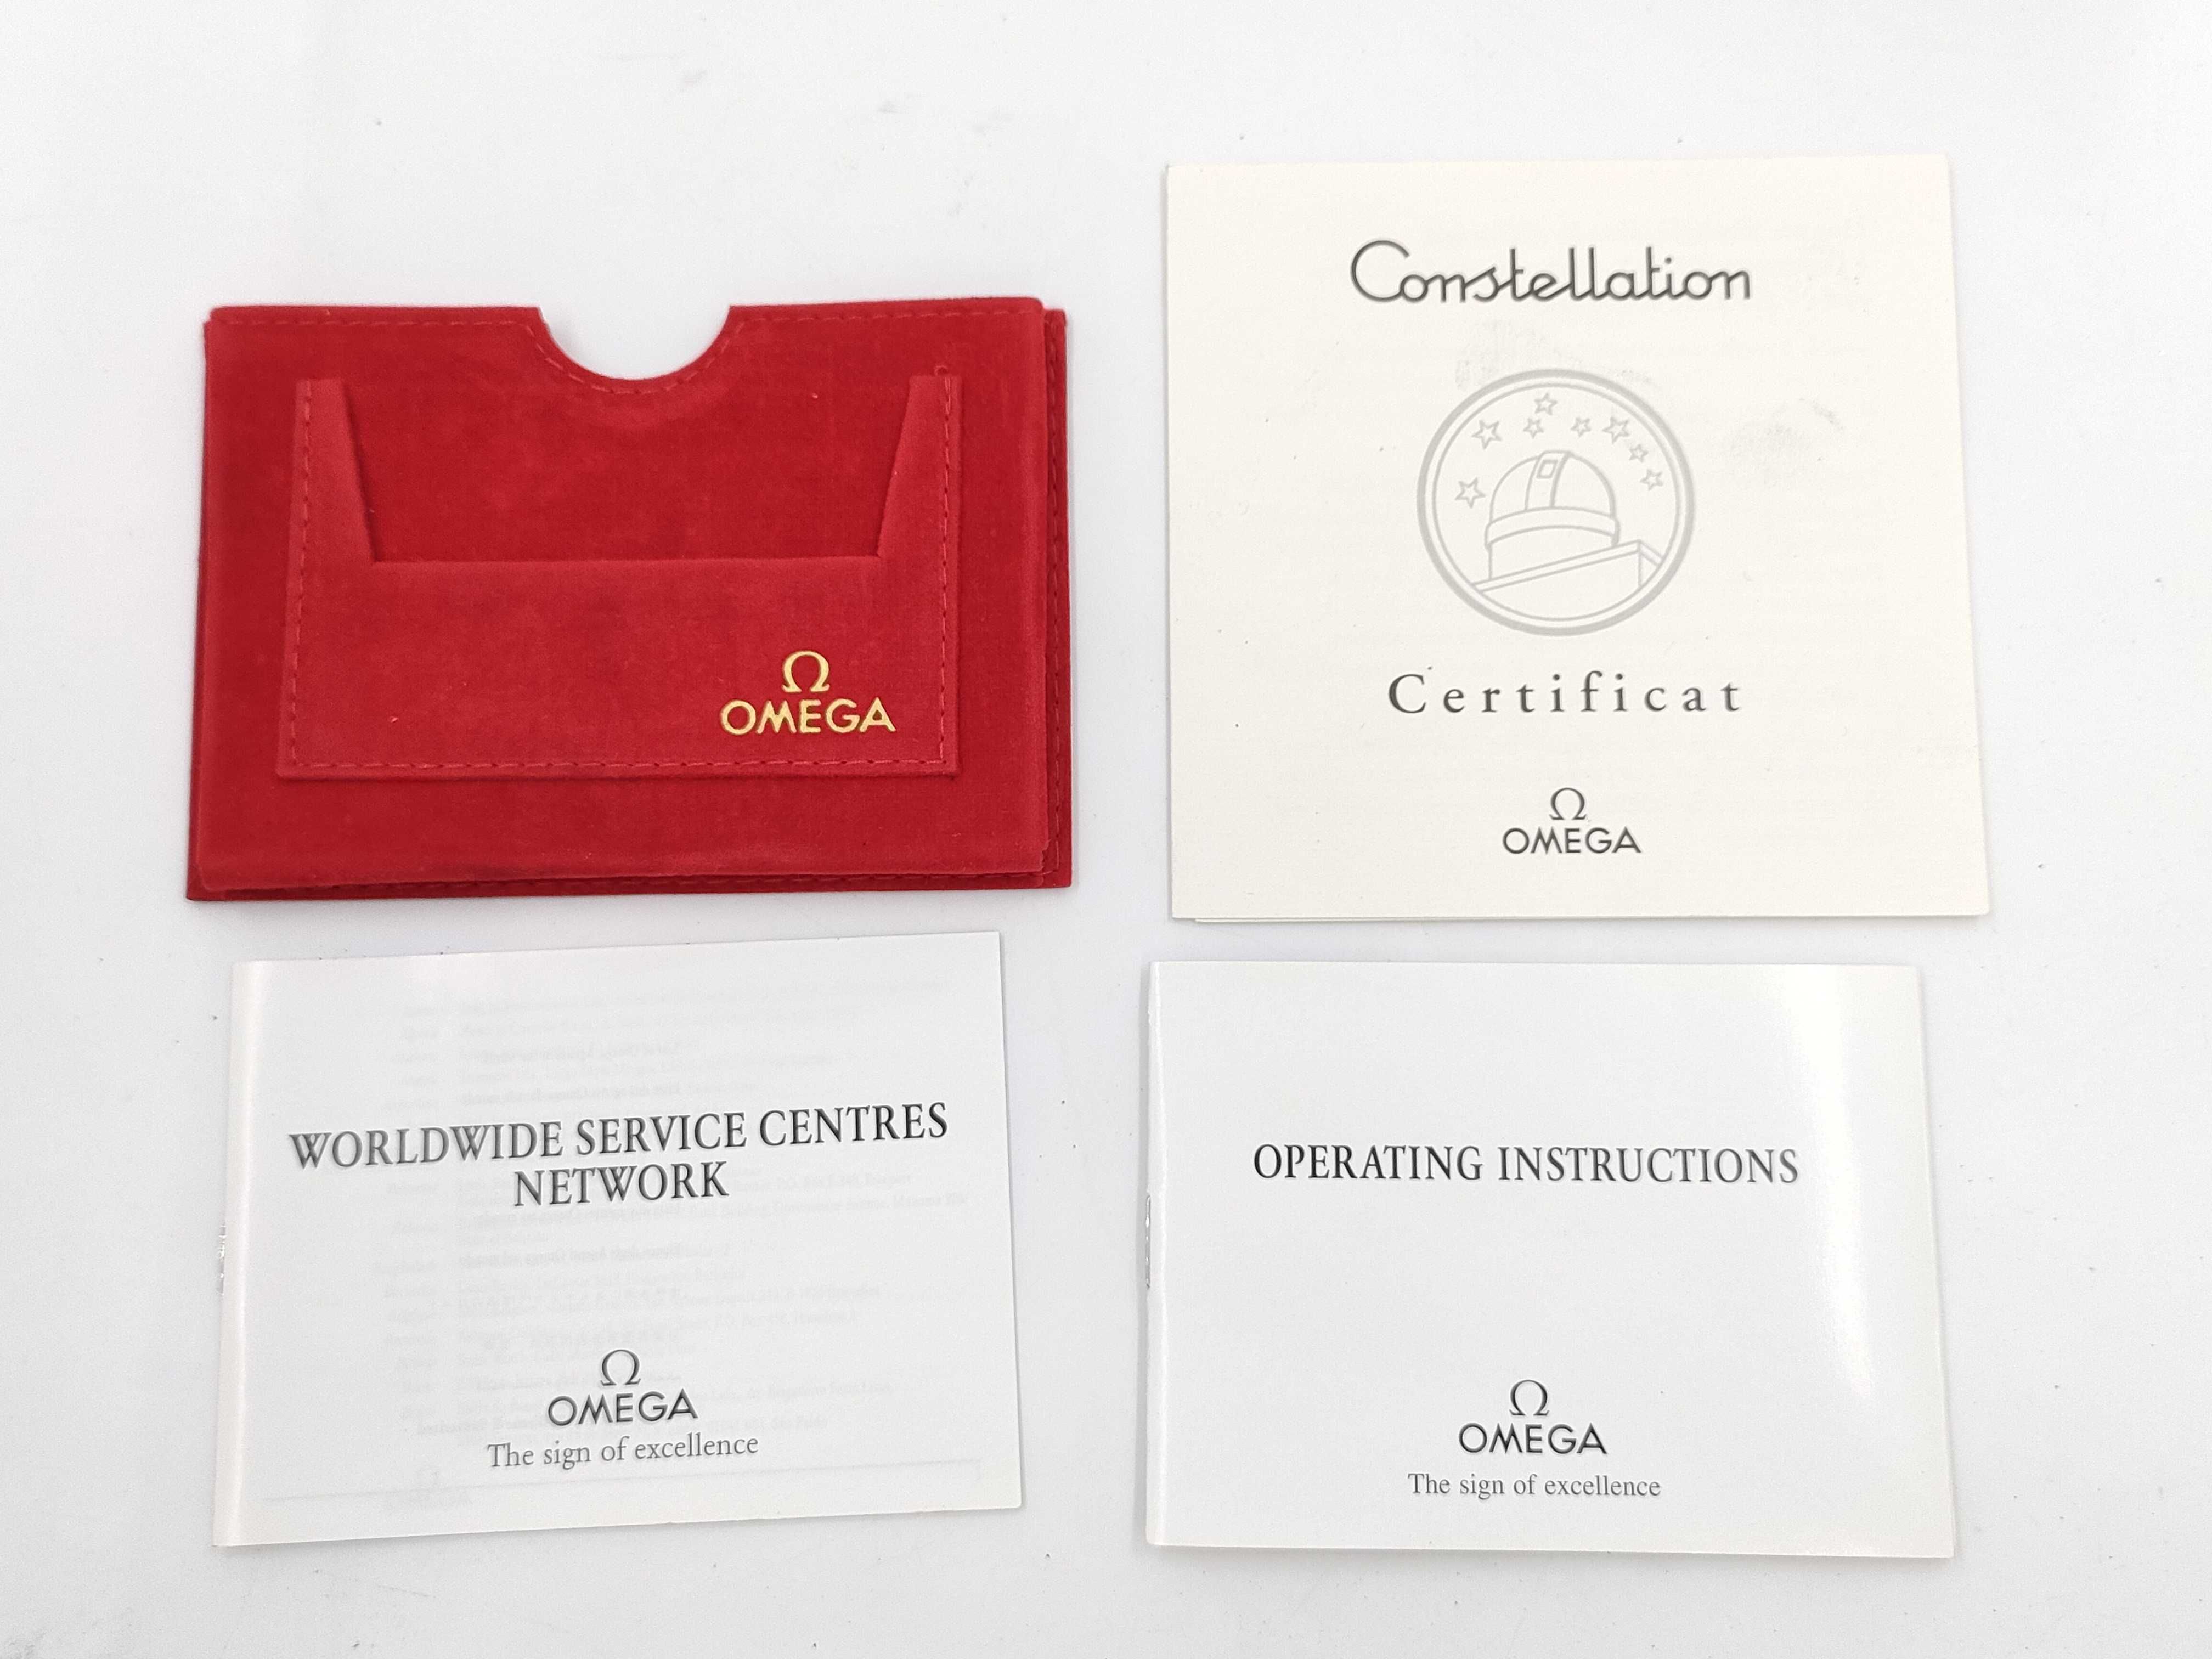 Ω
OMEGA
Constellation
Certificat
Ω
OMEGA
WORLDWIDE SERVICE CENTRES
NETWORK
Ω
OMEGA
The sign of excellence
OPERATING INSTRUCTIONS
Ω
OMEGA
The sign of excellence